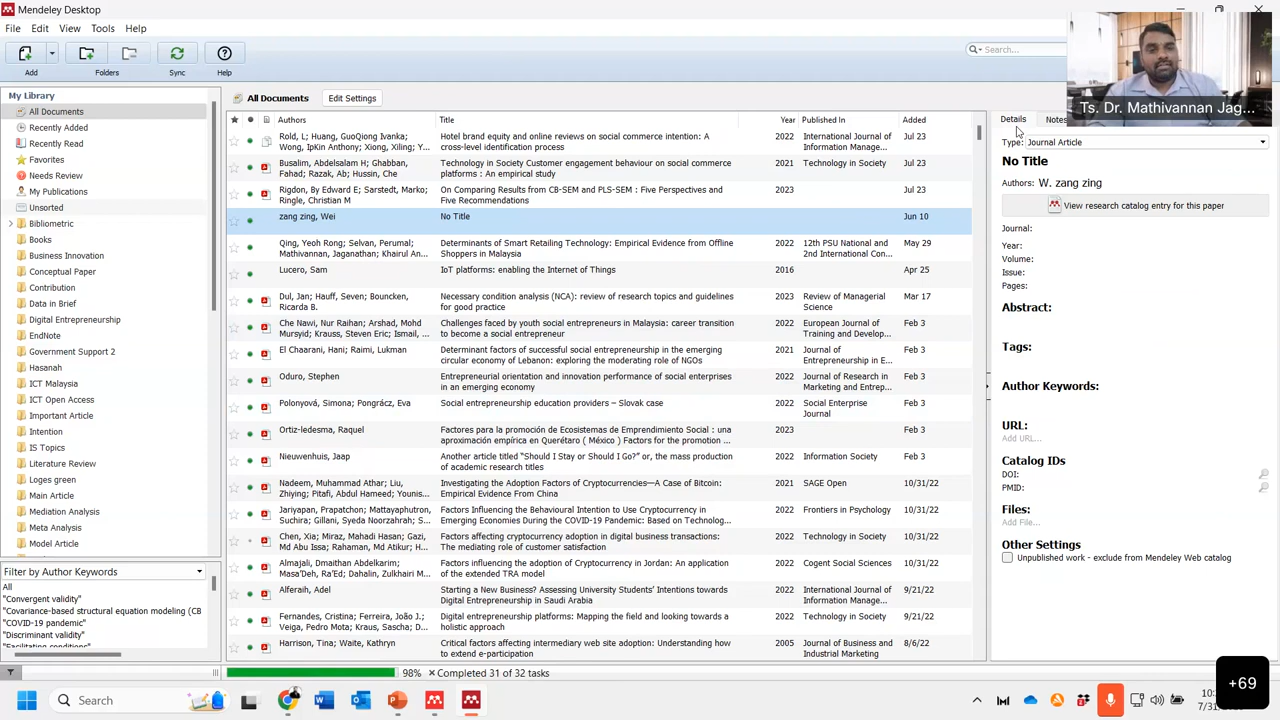 Mendeley Desktop
File Edit View Tools Help
Add Folders Sync Help
Search...
Ts. Dr. Mathivannan Jag...
My Library
All Documents
Recently Added
Recently Read
Favorites
Needs Review
My Publications
Unsorted
Bibliometric
Books
Business Innovation
Conceptual Paper
Contribution
Data in Brief
Digital Entrepreneurship
EndNote
Government Support 2
Hasanah
ICT Malaysia
ICT Open Access
Important Article
Intention
IS Topics
Literature Review
Loges green
Main Article
Mediation Analysis
Meta Analysis
Model Article
Filter by Author Keywords
All
"Convergent validity"
"Covariance-based structural equation modeling (CB
"COVID-19 pandemic"
"Discriminant validity"
"Facilitating conditions"
All Documents Edit Settings
Authors Title Year Published In Added
Rold, L; Huang, GuoQiong Ivanka; Hotel brand equity and online reviews on social commerce intention: A 2022 International Journal of Jul 23
Wong, IpKin Anthony; Xiong, Xiling; Y... cross-level identification process Information Manage...
Busalim, Abdelsalam H; Ghabban, Technology in Society Customer engagement behaviour on social commerce 2021 Technology in Society Jul 23
Fahad; Razak, Ab; Hussin, Che platforms : An empirical study
Rigdon, By Edward E; Sarstedt, Marko; On Comparing Results from CB-SEM and PLS-SEM : Five Perspectives and 2023 Jul 23
Ringle, Christian M Five Recommendations
zang zing, Wei No Title Jun 10
Qing, Yeoh Rong; Selvan, Perumal; Determinants of Smart Retailing Technology: Empirical Evidence from Offline 2022 12th PSU National and May 29
Mathivannan, Jaganathan; Khairul An... Shoppers in Malaysia 2nd International Con...
Lucero, Sam IoT platforms: enabling the Internet of Things 2016 Apr 25
Dul, Jan; Hauff, Seven; Bouncken, Necessary condition analysis (NCA): review of research topics and guidelines 2023 Review of Managerial Mar 17
Ricarda B. for good practice Science
Che Nawi, Nur Raihan; Arshad, Mohd Challenges faced by youth social entrepreneurs in Malaysia: career transition 2022 European Journal of Feb 3
Mursyid; Krauss, Steven Eric; Ismail, ... to become a social entrepreneur Training and Develop...
El Chaarani, Hani; Raimi, Lukman Determinant factors of successful social entrepreneurship in the emerging 2021 Journal of Feb 3
circular economy of Lebanon: exploring the moderating role of NGOs Entrepreneurship in E...
Oduro, Stephen Entrepreneurial orientation and innovation performance of social enterprises 2022 Journal of Research in Feb 3
in an emerging economy Marketing and Entrep...
Polonyová, Simona; Pongrácz, Eva Social entrepreneurship education providers – Slovak case 2022 Social Enterprise Feb 3
Journal
Ortiz-ledesma, Raquel Factores para la promoción de Ecosistemas de Emprendimiento Social : una 2023 Feb 3
aproximación empírica en Querétaro ( México ) Factors for the promotion ...
Nieuwenhuis, Jaap Another article titled "Should I Stay or Should I Go?" or, the mass production 2022 Information Society Feb 3
of academic research titles
Nadeem, Muhammad Athar; Liu, Investigating the Adoption Factors of Cryptocurrencies—A Case of Bitcoin: 2021 SAGE Open 10/31/22
Zhiying; Pitafi, Abdul Hameed; Younis... Empirical Evidence From China
Jariyapan, Prapatchon; Mattayaphutron, Factors Influencing the Behavioural Intention to Use Cryptocurrency in 2022 Frontiers in Psychology 10/31/22
Suchira; Gillani, Syeda Noorzahrah; S... Emerging Economies During the COVID-19 Pandemic: Based on Technolog...
Chen, Xia; Miraz, Mahadi Hasan; Gazi, Factors affecting cryptocurrency adoption in digital business transactions: 2022 Technology in Society 10/31/22
Md Abu Issa; Rahaman, Md Atikur; H... The mediating role of customer satisfaction
Almajali, Dmaithan Abdelkarim; Factors influencing the adoption of Cryptocurrency in Jordan: An application 2022 Cogent Social Sciences 10/31/22
Masa'Deh, Ra'Ed; Dahalin, Zulkhairi M... of the extended TRA model
Alferaih, Adel Starting a New Business? Assessing University Students' Intentions towards 2022 International Journal of 9/21/22
Digital Entrepreneurship in Saudi Arabia Information Manage...
Fernandes, Cristina; Ferreira, João J.; Digital entrepreneurship platforms: Mapping the field and looking towards a 2022 Technology in Society 9/21/22
Veiga, Pedro Mota; Kraus, Sascha; D... holistic approach
Harrison, Tina; Waite, Kathryn Critical factors affecting intermediary web site adoption: Understanding how 2005 Journal of Business and 8/6/22
to extend e-participation Industrial Marketing
98% Completed 31 of 32 tasks
Details Notes
Type: Journal Article
No Title
Authors: W. zang zing
View research catalog entry for this paper
Journal:
Year:
Volume:
Issue:
Pages:
Abstract:
Tags:
Author Keywords:
URL:
Add URL...
Catalog IDs
DOI:
PMID:
Files:
Add File...
Other Settings
Unpublished work - exclude from Mendeley Web catalog
+69
Search